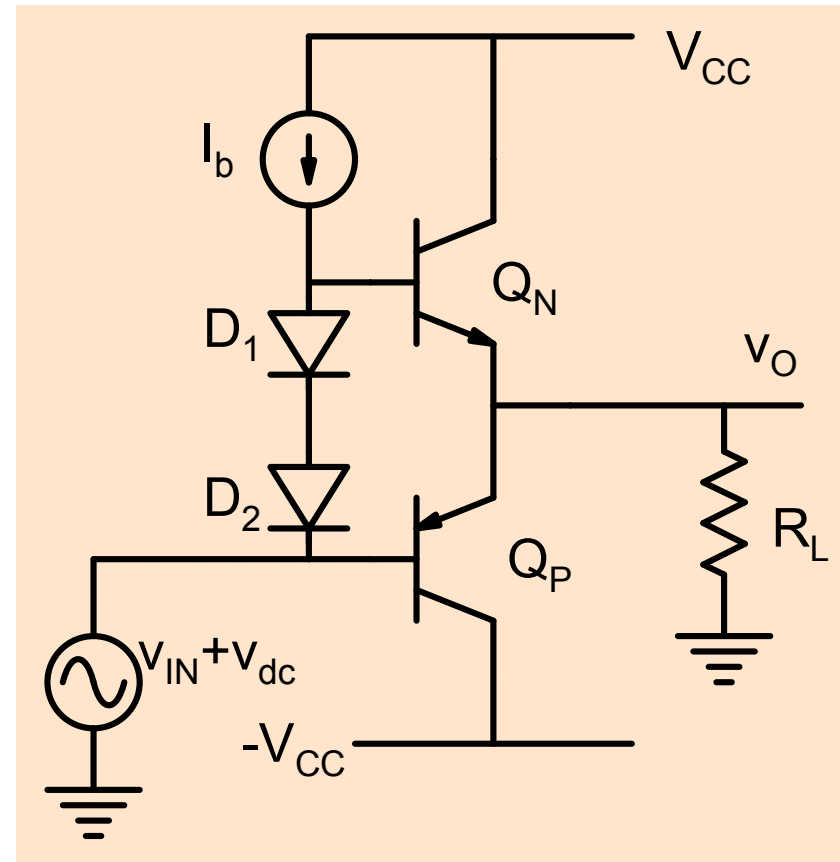 V_CC
I_b
Q_N
D_1
v_O
D_2
Q_P
R_L
v_IN+v_dc
-V_CC